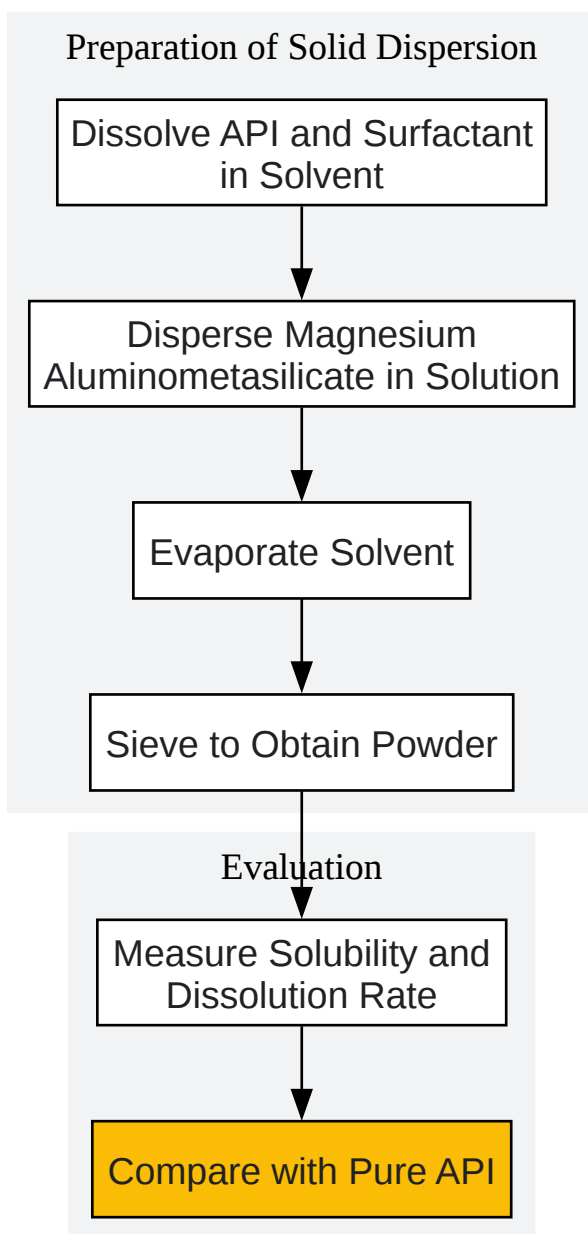 Preparation of Solid Dispersion
Dissolve API and Surfactant
in Solvent
Disperse Magnesium
Aluminometasilicate in Solution
Evaporate Solvent
Sieve to Obtain Powder
Evaluation
Measure Solubility and
Dissolution Rate
Compare with Pure API